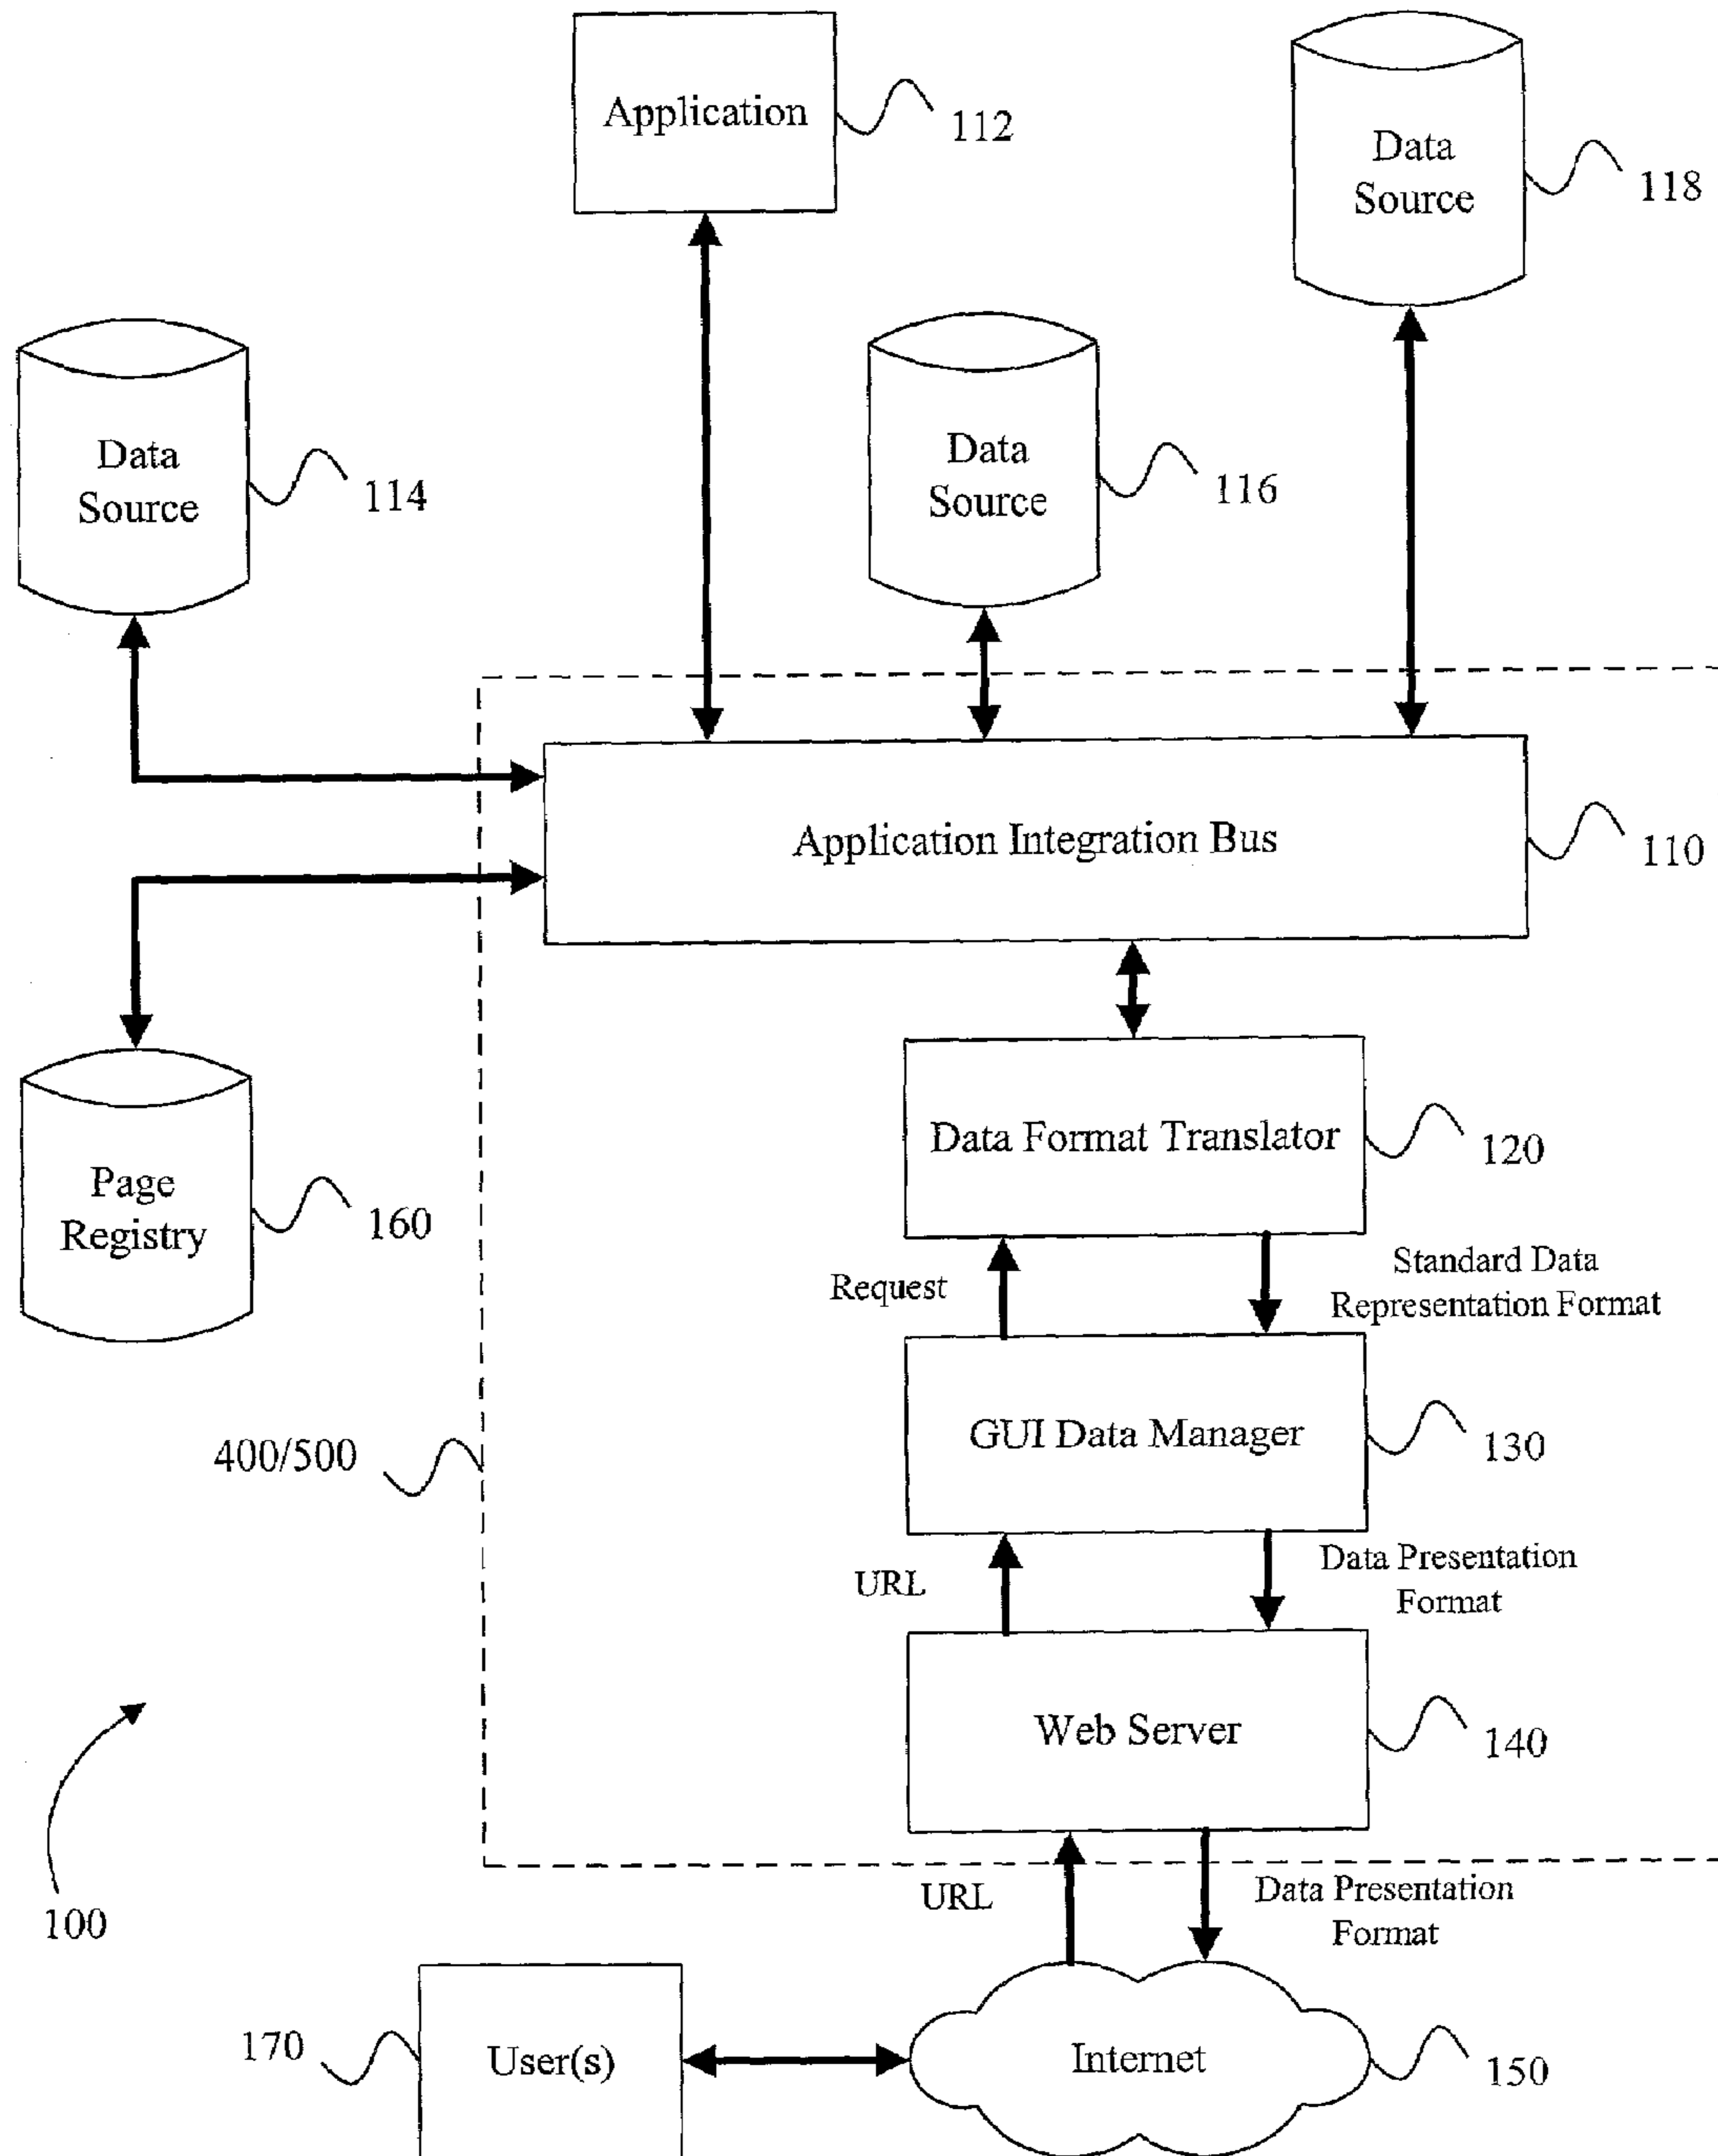 Application
112
Data
Source
118
Data
Source
114
Data
Source
116
Application Integration Bus
110
Data Format Translator
120
Page
Registry
160
Request
Standard Data
Representation Format
GUI Data Manager
130
400/500
URL
Data Presentation
Format
Web Server
140
100
URL
Data Presentation
Format
170
User(s)
Internet
150